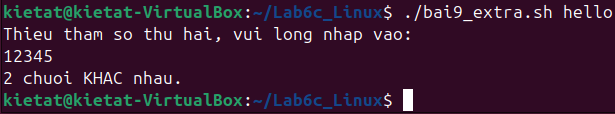 kietat@kietat-VirtualBox:~/Lab6c_Linux$ ./bai9_extra.sh hello
Thieu tham so thu hai, vui long nhap vao:
12345
2 chuoi KHAC nhau.
kietat@kietat-VirtualBox:~/Lab6c_Linux$